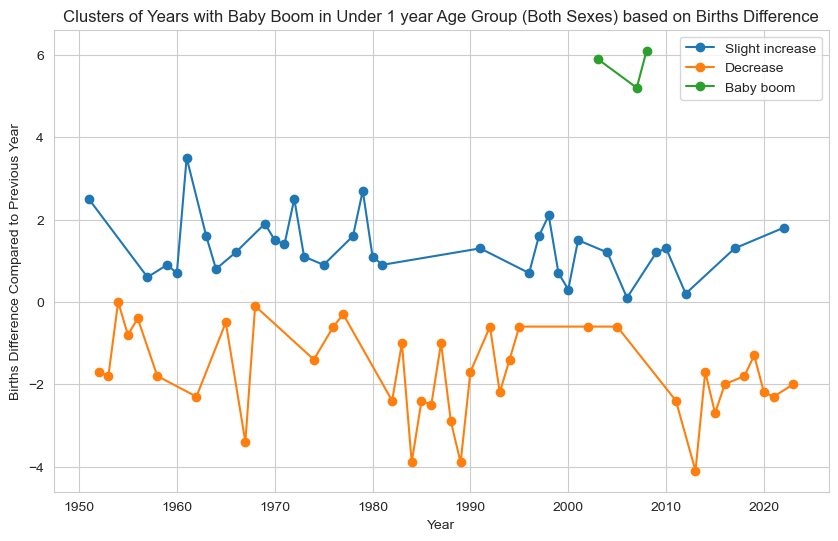 Clusters of Years with Baby Boom in Under 1 year Age Group (Both Sexes) based on Births Difference
Births Difference Compared to Previous Year
6
4
2
0
−2
−4
Slight increase
Decrease
Baby boom
1950 1960 1970 1980 1990 2000 2010 2020
Year